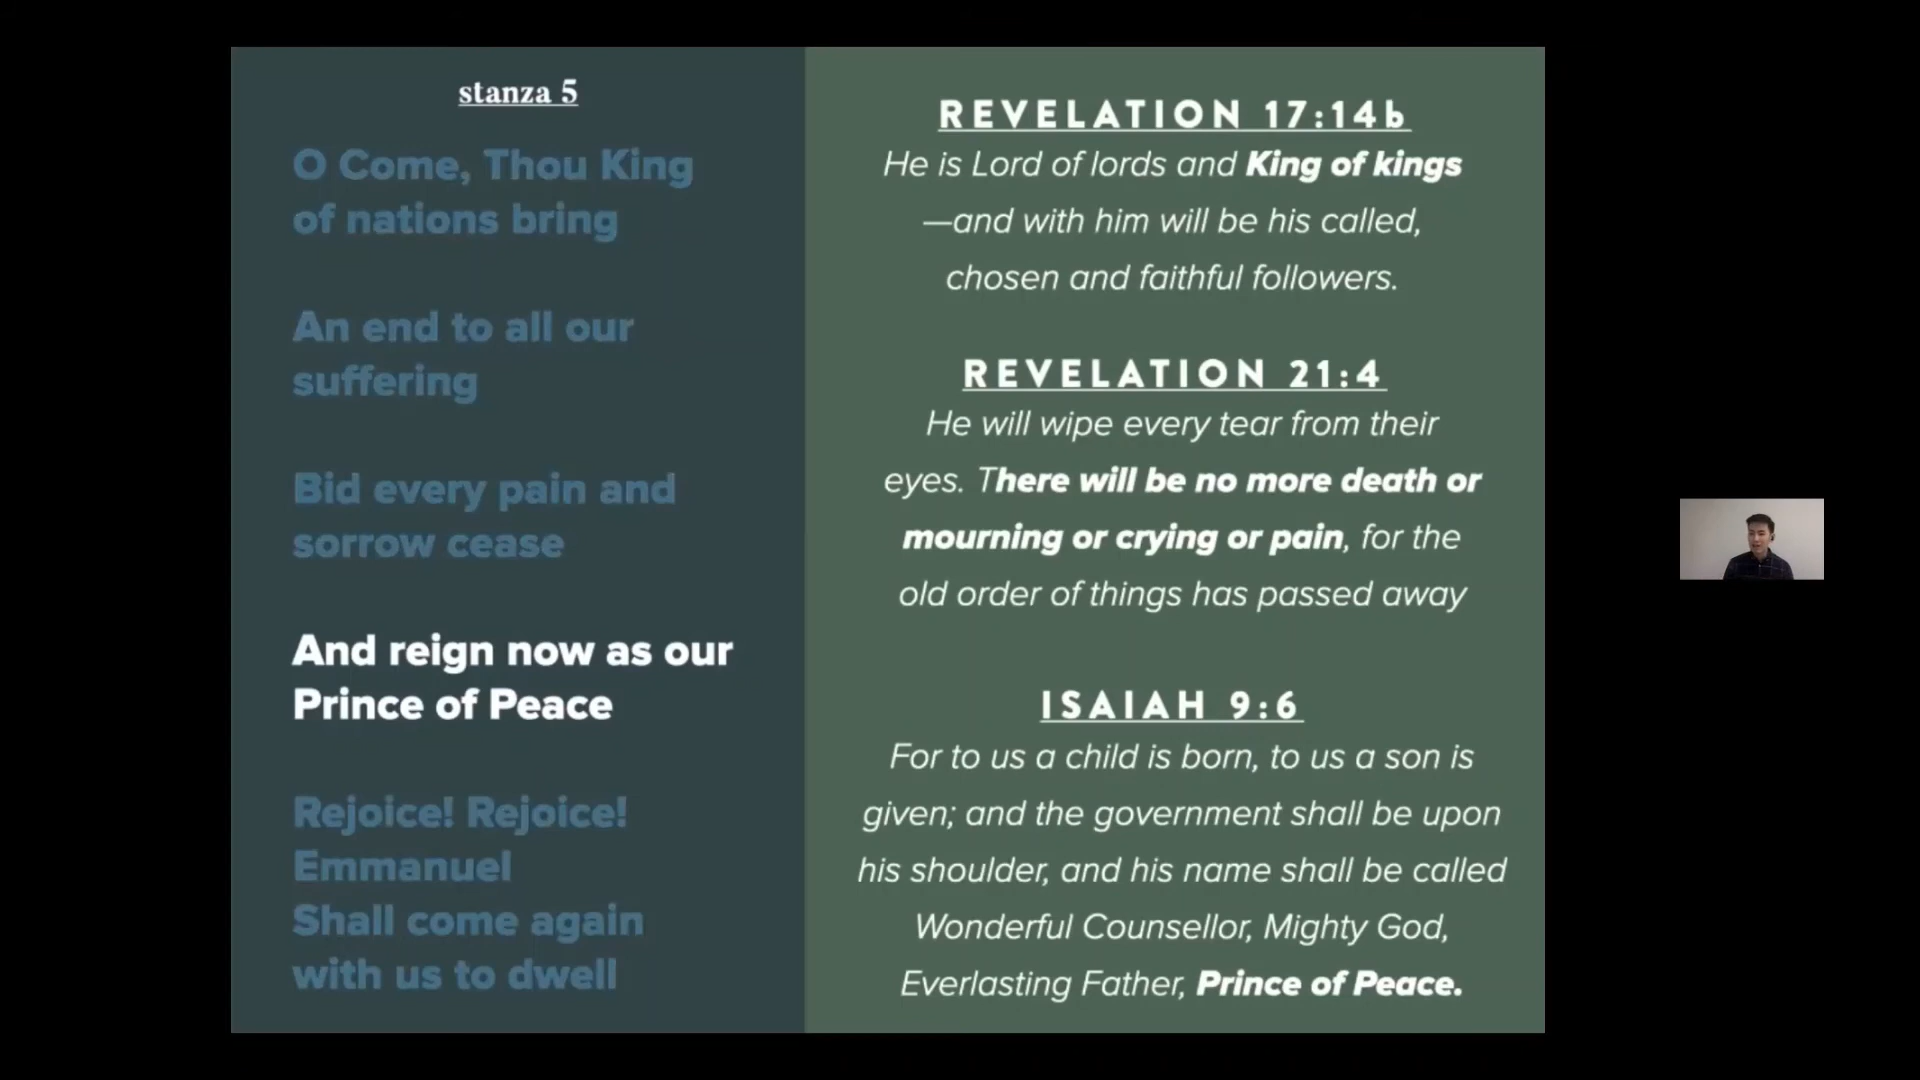 stanza 5
O Come, Thou King
of nations bring
An end to all our
suffering
Bid every pain and
sorrow cease
And reign now as our
Prince of Peace
Rejoice! Rejoice!
Emmanuel
Shall come again
with us to dwell
REVELATION 17:14b
He is Lord of lords and King of kings
—and with him will be his called,
chosen and faithful followers.
REVELATION 21:4
He will wipe every tear from their
eyes. There will be no more death or
mourning or crying or pain, for the
old order of things has passed away
ISAIAH 9:6
For to us a child is born, to us a son is
given; and the government shall be upon
his shoulder, and his name shall be called
Wonderful Counsellor, Mighty God,
Everlasting Father, Prince of Peace.